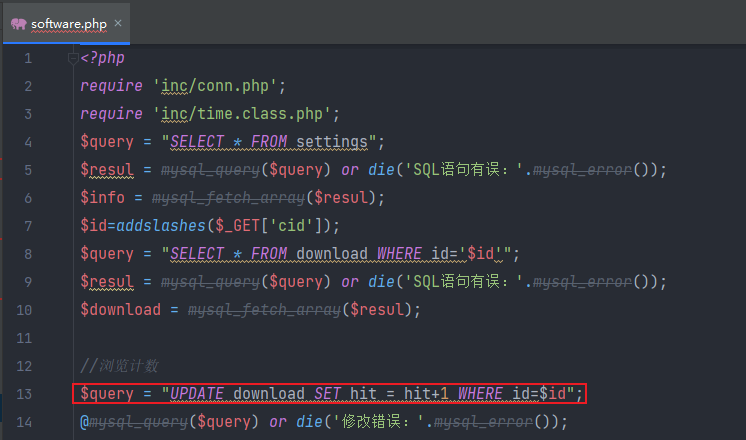 software.php ×
1 <?php
2 require 'inc/conn.php';
3 require 'inc/time.class.php';
4 $query = "SELECT * FROM settings";
5 $resul = mysql_query($query) or die('SQL语句有误：'.mysql_error());
6 $info = mysql_fetch_array($resul);
7 $id=addslashes($_GET['cid']);
8 $query = "SELECT * FROM download WHERE id='$id'";
9 $resul = mysql_query($query) or die('SQL语句有误：'.mysql_error());
10 $download = mysql_fetch_array($resul);
11
12 //浏览计数
13 $query = "UPDATE download SET hit = hit+1 WHERE id=$id";
14 @mysql_query($query) or die('修改错误：'.mysql_error());